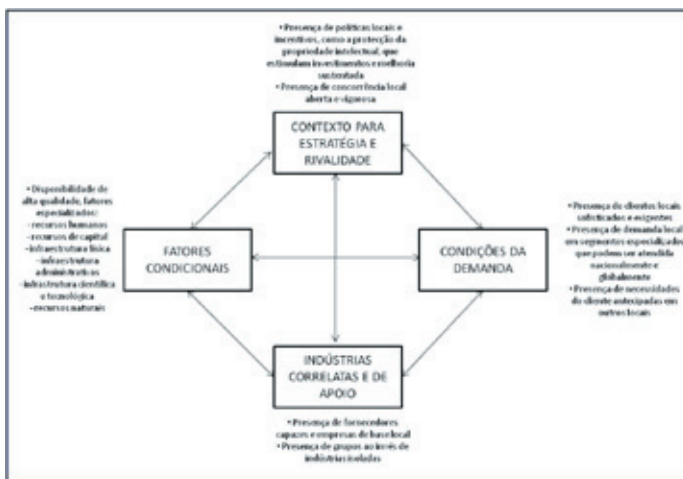 • Presença de políticas locais e
incentivos, como a protecção da
propriedade intelectual, que
estimulam investimentos e melhoria
sustentada
• Presença de concorrência local
aberta e vigorosa
CONTEXTO PARA
ESTRATÉGIA E
RIVALIDADE
• Disponibilidade de
alta qualidade, fatores
especializados:
- recursos humanos
- recursos de capital
- infraestrutura física
- infraestrutura
administrativas
- infraestrutura científica
e tecnológica
- recursos naturais
FATORES
CONDICIONAIS
CONDIÇÕES DA
DEMANDA
• Presença de clientes locais
sofisticados e exigentes
• Presença de demanda local
em segmentos especializados
que podem ser atendida
nacionalmente e
globalmente
• Presença de necessidades
do cliente antecipadas em
outros locais
INDÚSTRIAS
CORRELATAS E DE
APOIO
• Presença de fornecedores
capazes e empresas de base local
• Presença de grupos ao invés de
indústrias isoladas